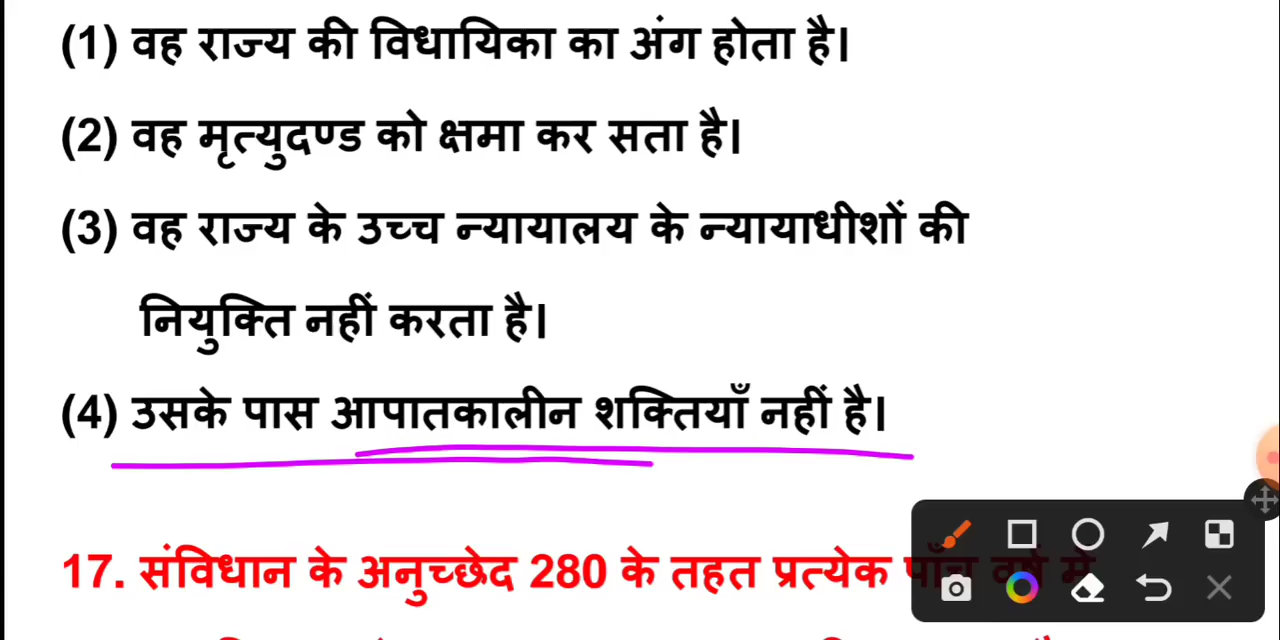 (1) वह राज्य की विधायिका का अंग होता है।
(2) वह मृत्युदण्ड को क्षमा कर सता है।
(3) वह राज्य के उच्च न्यायालय के न्यायाधीशों की
नियुक्ति नहीं करता है।
(4) उसके पास आपातकालीन शक्तियाँ नहीं है।
17. संविधान के अनुच्छेद 280 के तहत प्रत्येक